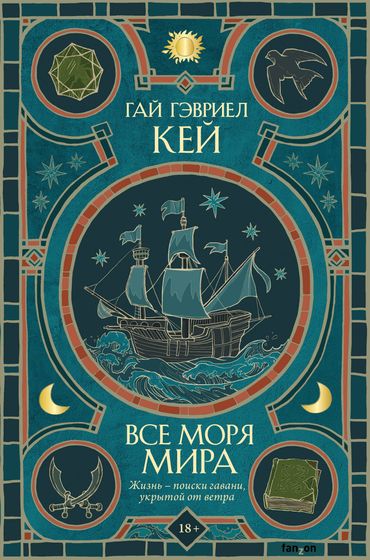 ГАЙ ГЭВРИЕЛ
КЕЙ
ВСЕ МОРЯ
МИРА
Жизнь – поиски гавани,
укрытой от ветра
18+
fanzon